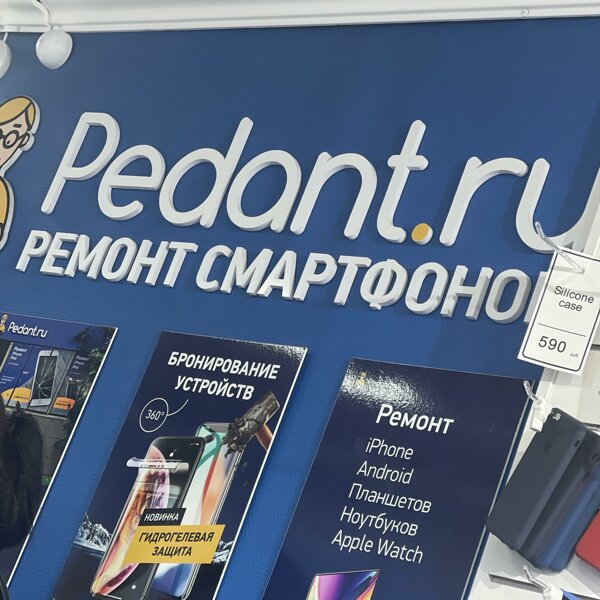 Pedant.ru
РЕМОНТ СМАРТФОНО
Silicone
case
590 руб.
Pedant.ru
БРОНИРОВАНИЕ
УСТРОЙСТВ
360°
НОВИНКА
ГИДРОГЕЛЕВАЯ
ЗАЩИТА
Ремонт
iPhone
Android
Планшетов
Ноутбуков
Apple Watch